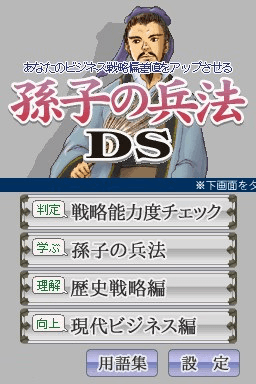 あなたのビジネス戦略偏差値をアップさせる
孫子の兵法
DS
※下画面をタ
判定 戦略能力度チェック
学ぶ 孫子の兵法
理解 歴史戦略編
向上 現代ビジネス編
用語集 設定